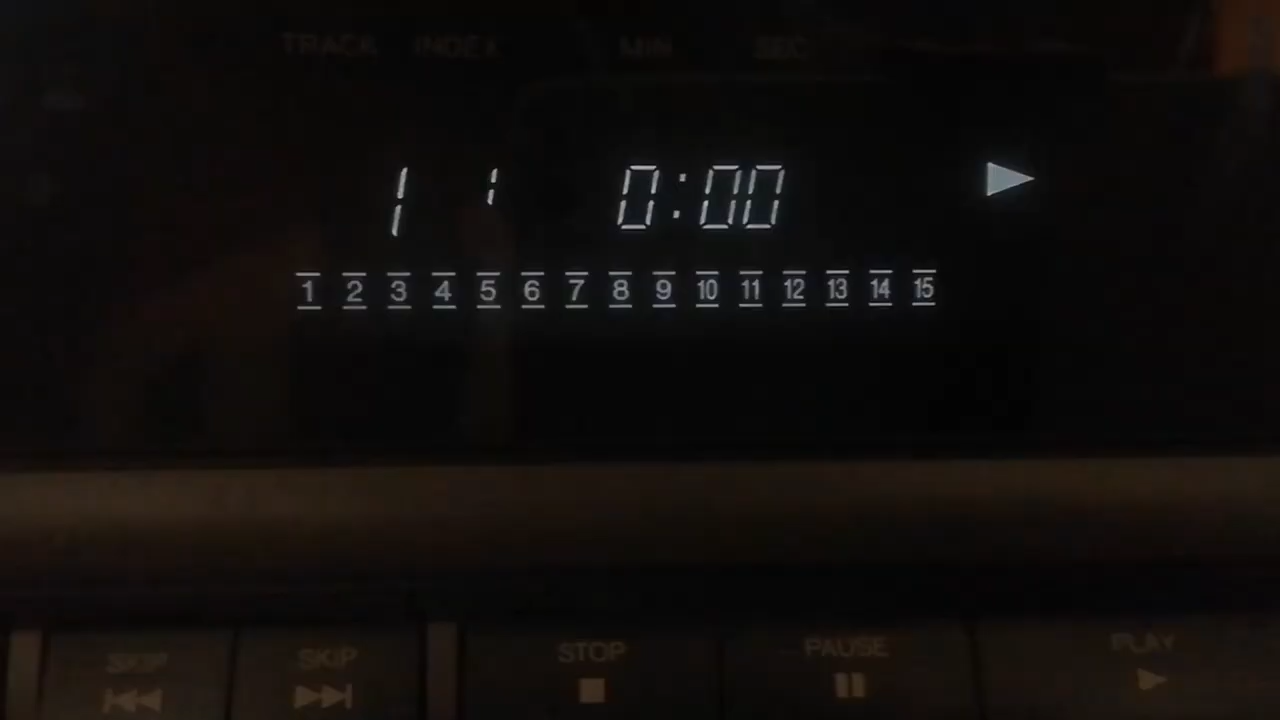 TRACK INDEX MIN SEC
1 1 0:00
1 2 3 4 5 6 7 8 9 10 11 12 13 14 15
SKIP SKIP STOP PAUSE PLAY